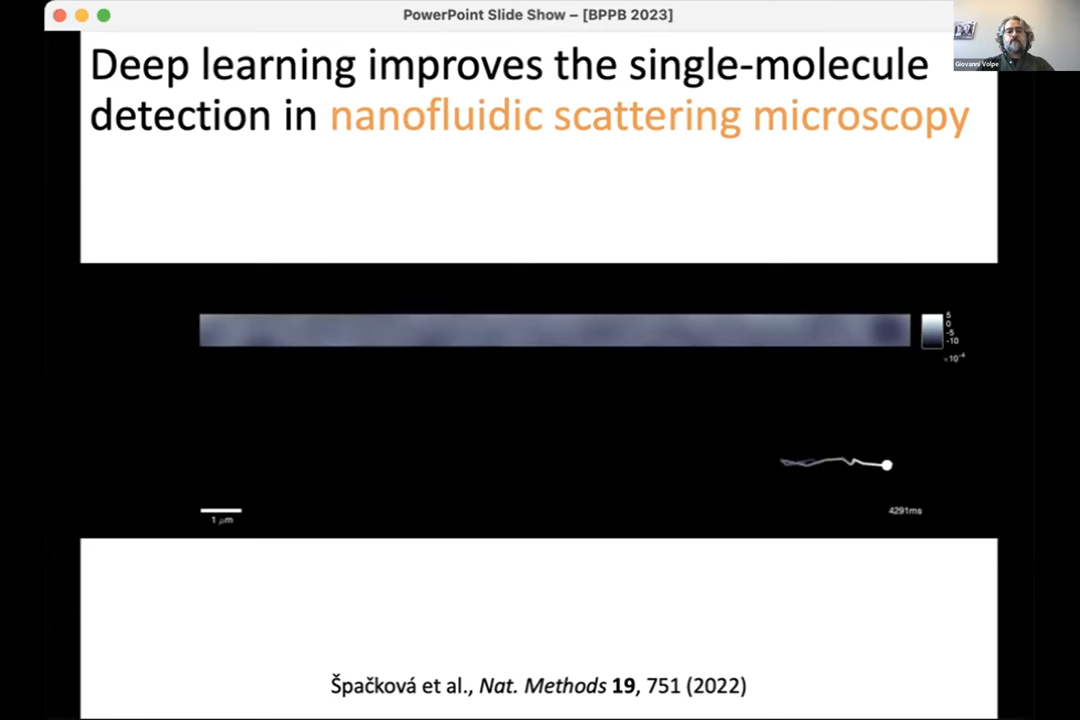 PowerPoint Slide Show – [BPPB 2023]
Giovanni Volpe
Deep learning improves the single-molecule
detection in nanofluidic scattering microscopy
5
0
-5
-10
×10⁻⁴
1 μm
4291ms
Špačková et al., Nat. Methods 19, 751 (2022)